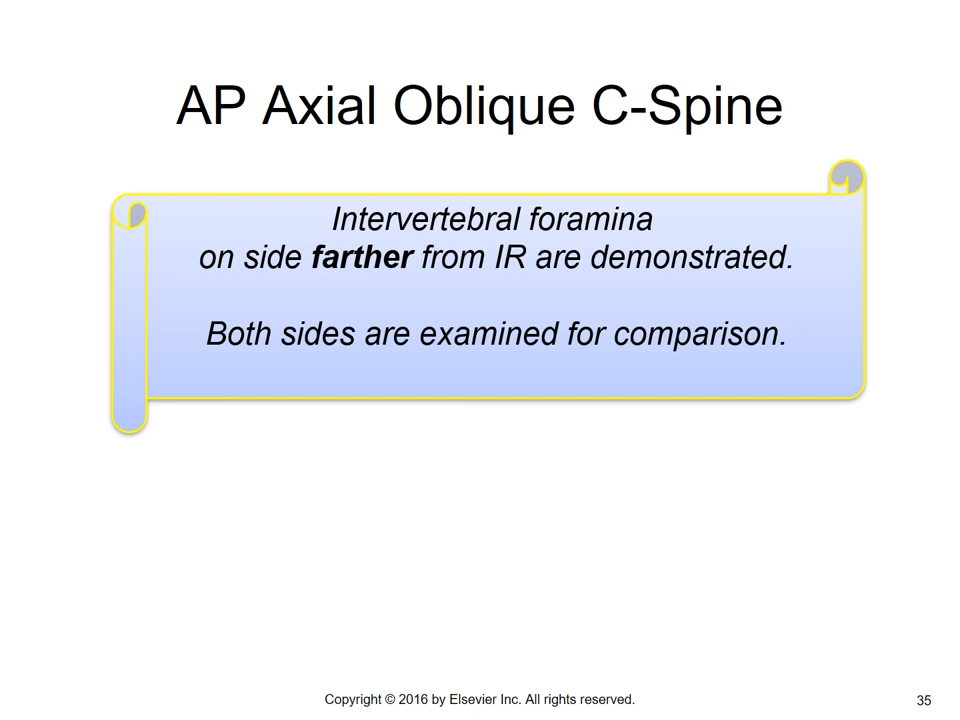 AP Axial Oblique C-Spine
Intervertebral foramina
on side farther from IR are demonstrated.
Both sides are examined for comparison.
Copyright © 2016 by Elsevier Inc. All rights reserved.
35